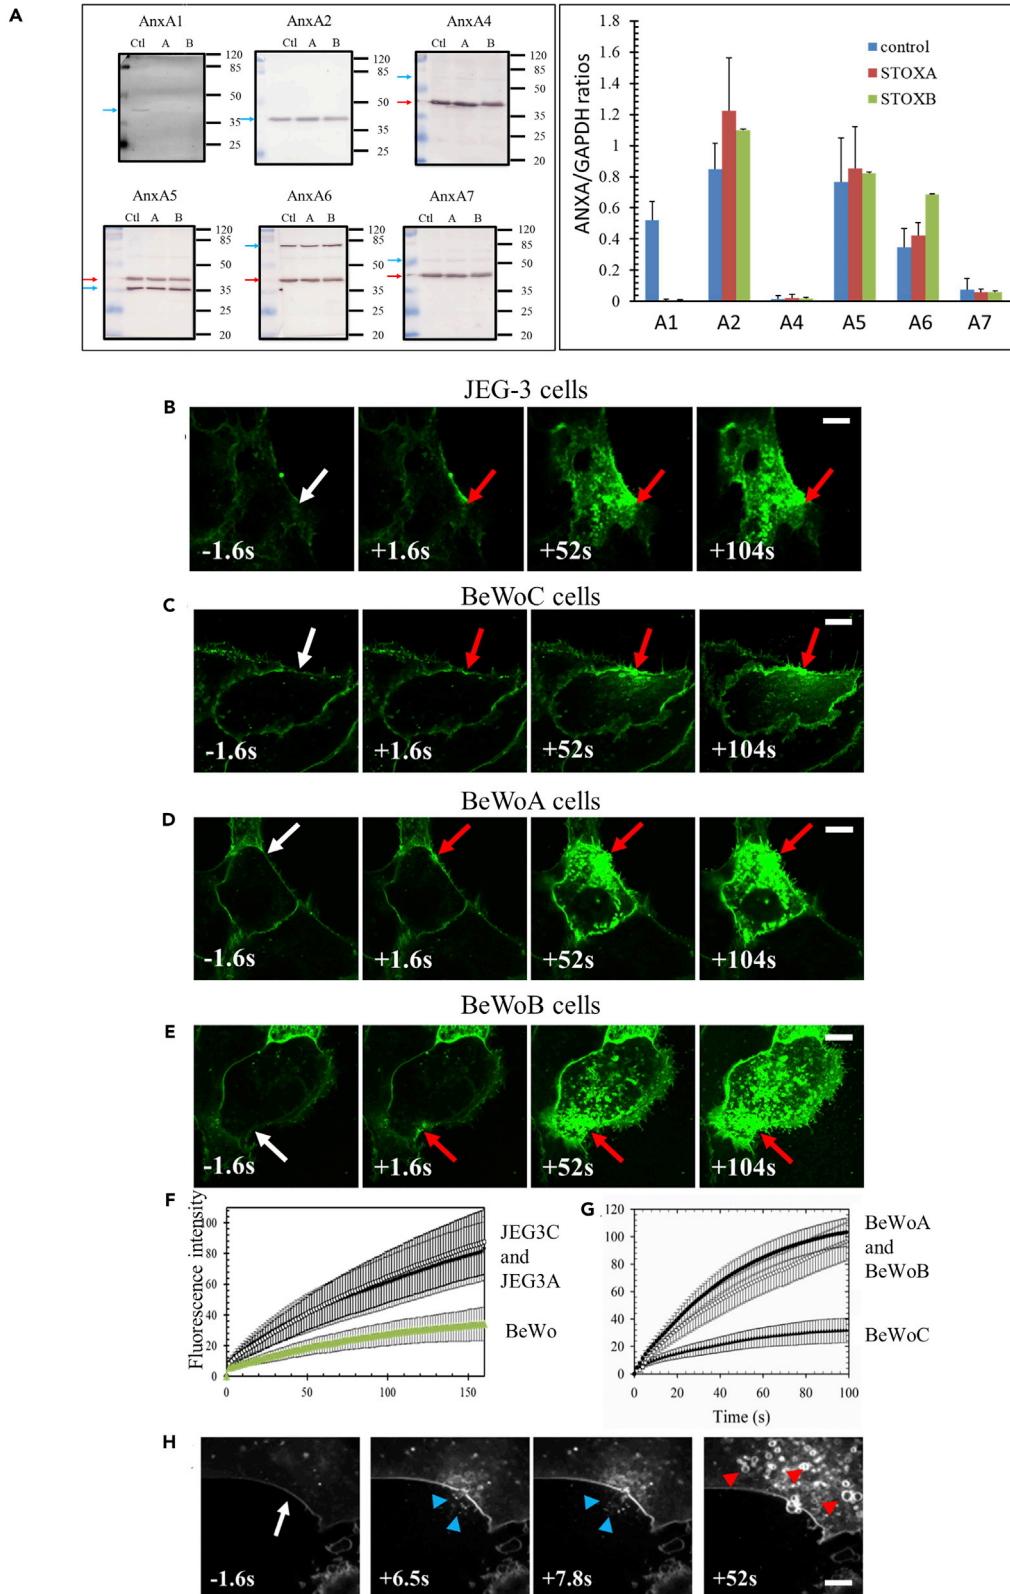 A
AnxA1
Ctl A B
120
85
50
35
25
AnxA2
Ctl A B
120
85
50
35
25
AnxA4
Ctl A B
120
85
50
35
25
20
AnxA5
Ctl A B
120
85
50
35
20
AnxA6
Ctl A B
120
85
50
35
25
20
AnxA7
Ctl A B
120
85
50
35
25
20
ANXA/GAPDH ratios
1.8
1.6
1.4
1.2
1
0.8
0.6
0.4
0.2
0
control
STOXA
STOXB
A1 A2 A4 A5 A6 A7
JEG-3 cells
B
-1.6s +1.6s +52s +104s
BeWoC cells
C
-1.6s +1.6s +52s +104s
BeWoA cells
D
-1.6s +1.6s +52s +104s
BeWoB cells
E
-1.6s +1.6s +52s +104s
F
Fluorescence intensity
100
80
60
40
20
0
0 50 100 150
JEG3C
and
JEG3A
BeWo
G
120
100
80
60
40
20
0
0 20 40 60 80 100
Time (s)
BeWoA
and
BeWoB
BeWoC
H
-1.6s +6.5s +7.8s +52s